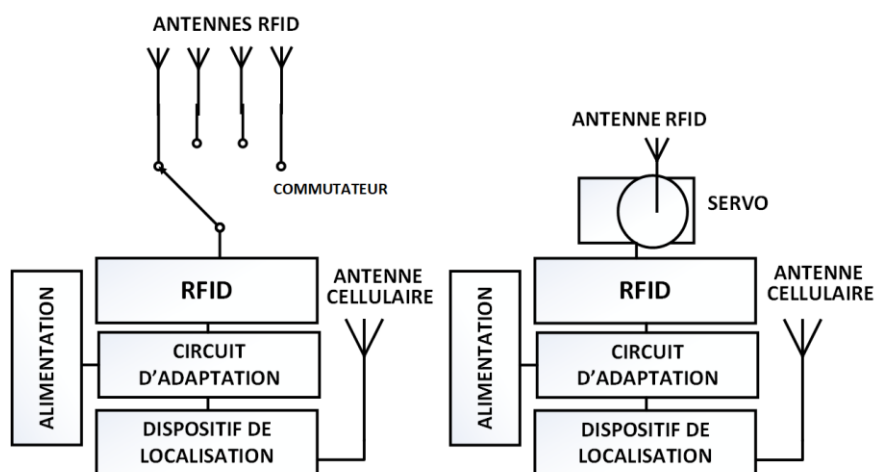 ANTENNES RFID
COMMUTATEUR
RFID
ANTENNE
CELLULAIRE
ALIMENTATION
CIRCUIT
D'ADAPTATION
DISPOSITIF DE
LOCALISATION
ANTENNE RFID
SERVO
RFID
ANTENNE
CELLULAIRE
ALIMENTATION
CIRCUIT
D'ADAPTATION
DISPOSITIF DE
LOCALISATION